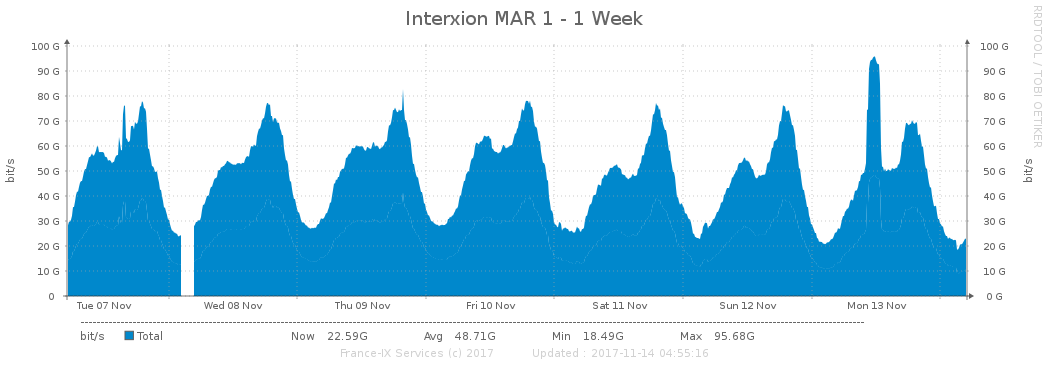 Interxion MAR 1 - 1 Week
RRDTOOL / TOBI OETIKER
100 G 100 G
90 G 90 G
80 G 80 G
70 G 70 G
60 G 60 G
50 G 50 G
40 G 40 G
30 G 30 G
20 G 20 G
10 G 10 G
0 0 G
bit/s bit/s
Tue 07 Nov Wed 08 Nov Thu 09 Nov Fri 10 Nov Sat 11 Nov Sun 12 Nov Mon 13 Nov
bit/s Total Now 22.59G Avg 48.71G Min 18.49G Max 95.68G
France-IX Services (c) 2017 Updated : 2017-11-14 04:55:16